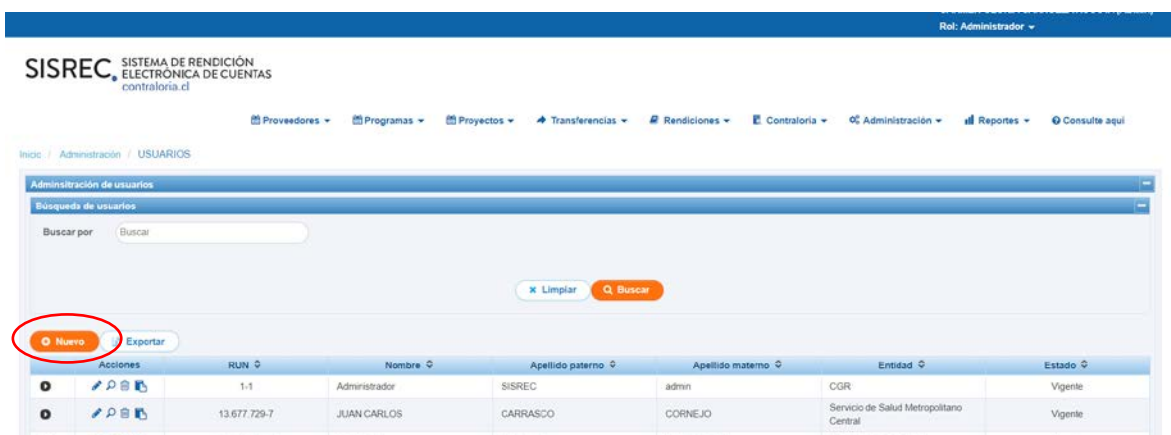 Rol: Administrador
SISREC. SISTEMA DE RENDICIÓN
ELECTRÓNICA DE CUENTAS
contraloria.cl
Proveedores Programas Proyectos Transferencias Rendiciones Contraloria Administración Reportes Consulte aquí
Inicio / Administración / USUARIOS
Adminsitración de usuarios
Búsqueda de usuarios
Buscar por Buscar
Limpiar Buscar
Nuevo Exportar
Acciones RUN Nombre Apellido paterno Apellido materno Entidad Estado
1-1 Administrador SISREC admin CGR Vigente
13.677.729-7 JUAN CARLOS CARRASCO CORNEJO Servicio de Salud Metropolitano Central Vigente